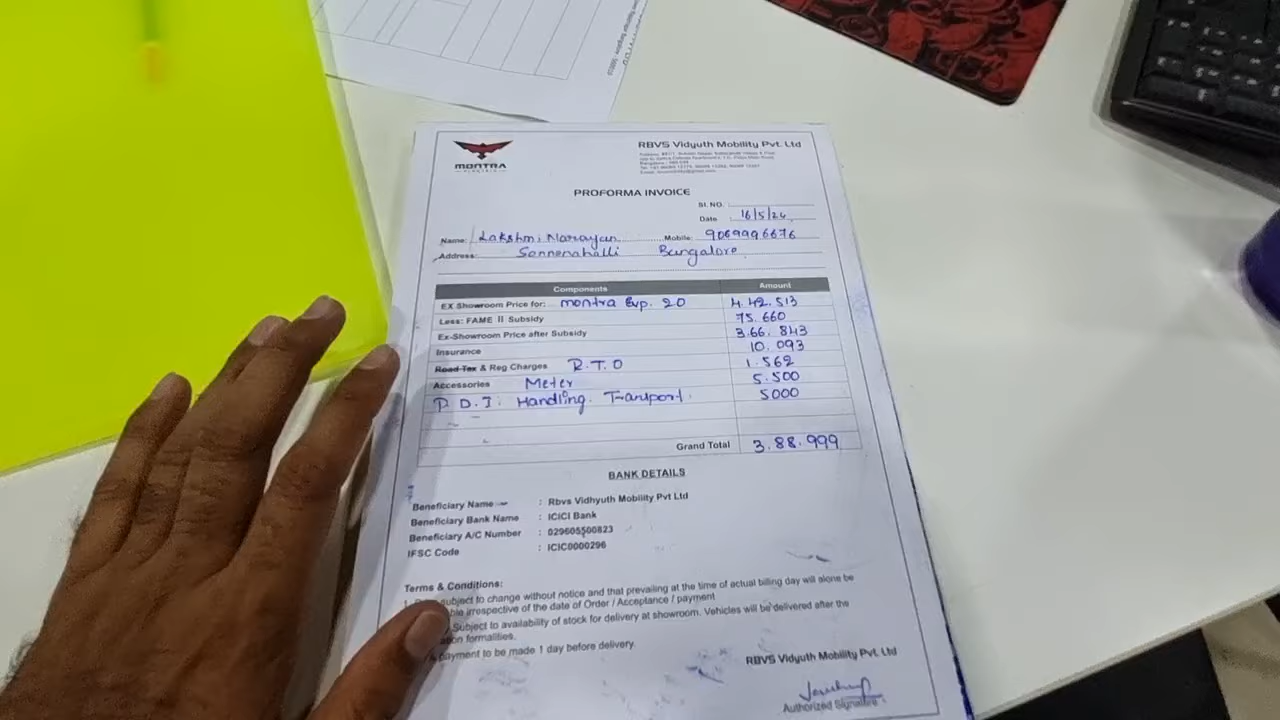 MONTRA
ELECTRIC
RBVS Vidyuth Mobility Pvt. Ltd
PROFORMA INVOICE
SI. NO.
Date : 16/5/24
Name: Lakshmi Narayan Mobile: 9069996676
Address: Sonnenahalli Bangalore
Components Amount
EX Showroom Price for: montra Evp. 20 4.42.513
Less: FAME II Subsidy 75.660
Ex-Showroom Price after Subsidy 3.66.843
Insurance 10.093
Road Tax & Reg Charges R.T.O 1.562
Accessories Meter 5.500
P.D.I. Handling. Transport. 5000
Grand Total 3.88.999
BANK DETAILS
Beneficiary Name : Rbvs Vidhyuth Mobility Pvt Ltd
Beneficiary Bank Name : ICICI Bank
Beneficiary A/C Number : 029605500823
IFSC Code : ICIC0000296
Terms & Conditions:
subject to change without notice and that prevailing at the time of actual billing day will alone be
irrespective of the date of Order / Acceptance / payment
Subject to availability of stock for delivery at showroom. Vehicles will be delivered after the
formalities.
payment to be made 1 day before delivery
RBVS Vidyuth Mobility Pvt. Ltd
Authorized Signature